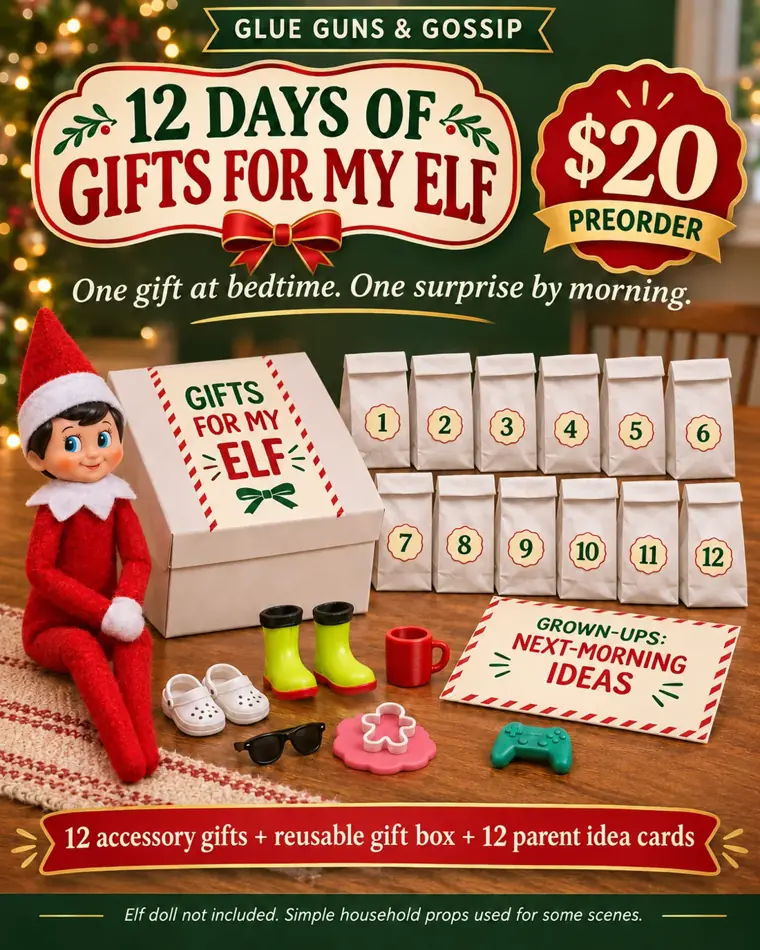 GLUE GUNS & GOSSIP
12 DAYS OF
GIFTS FOR MY ELF
$20
PREORDER
One gift at bedtime. One surprise by morning.
GIFTS
FOR MY
ELF
1
2
3
4
5
6
7
8
9
10
11
12
GROWN-UPS:
NEXT-MORNING
IDEAS
12 accessory gifts + reusable gift box + 12 parent idea cards
Elf doll not included. Simple household props used for some scenes.